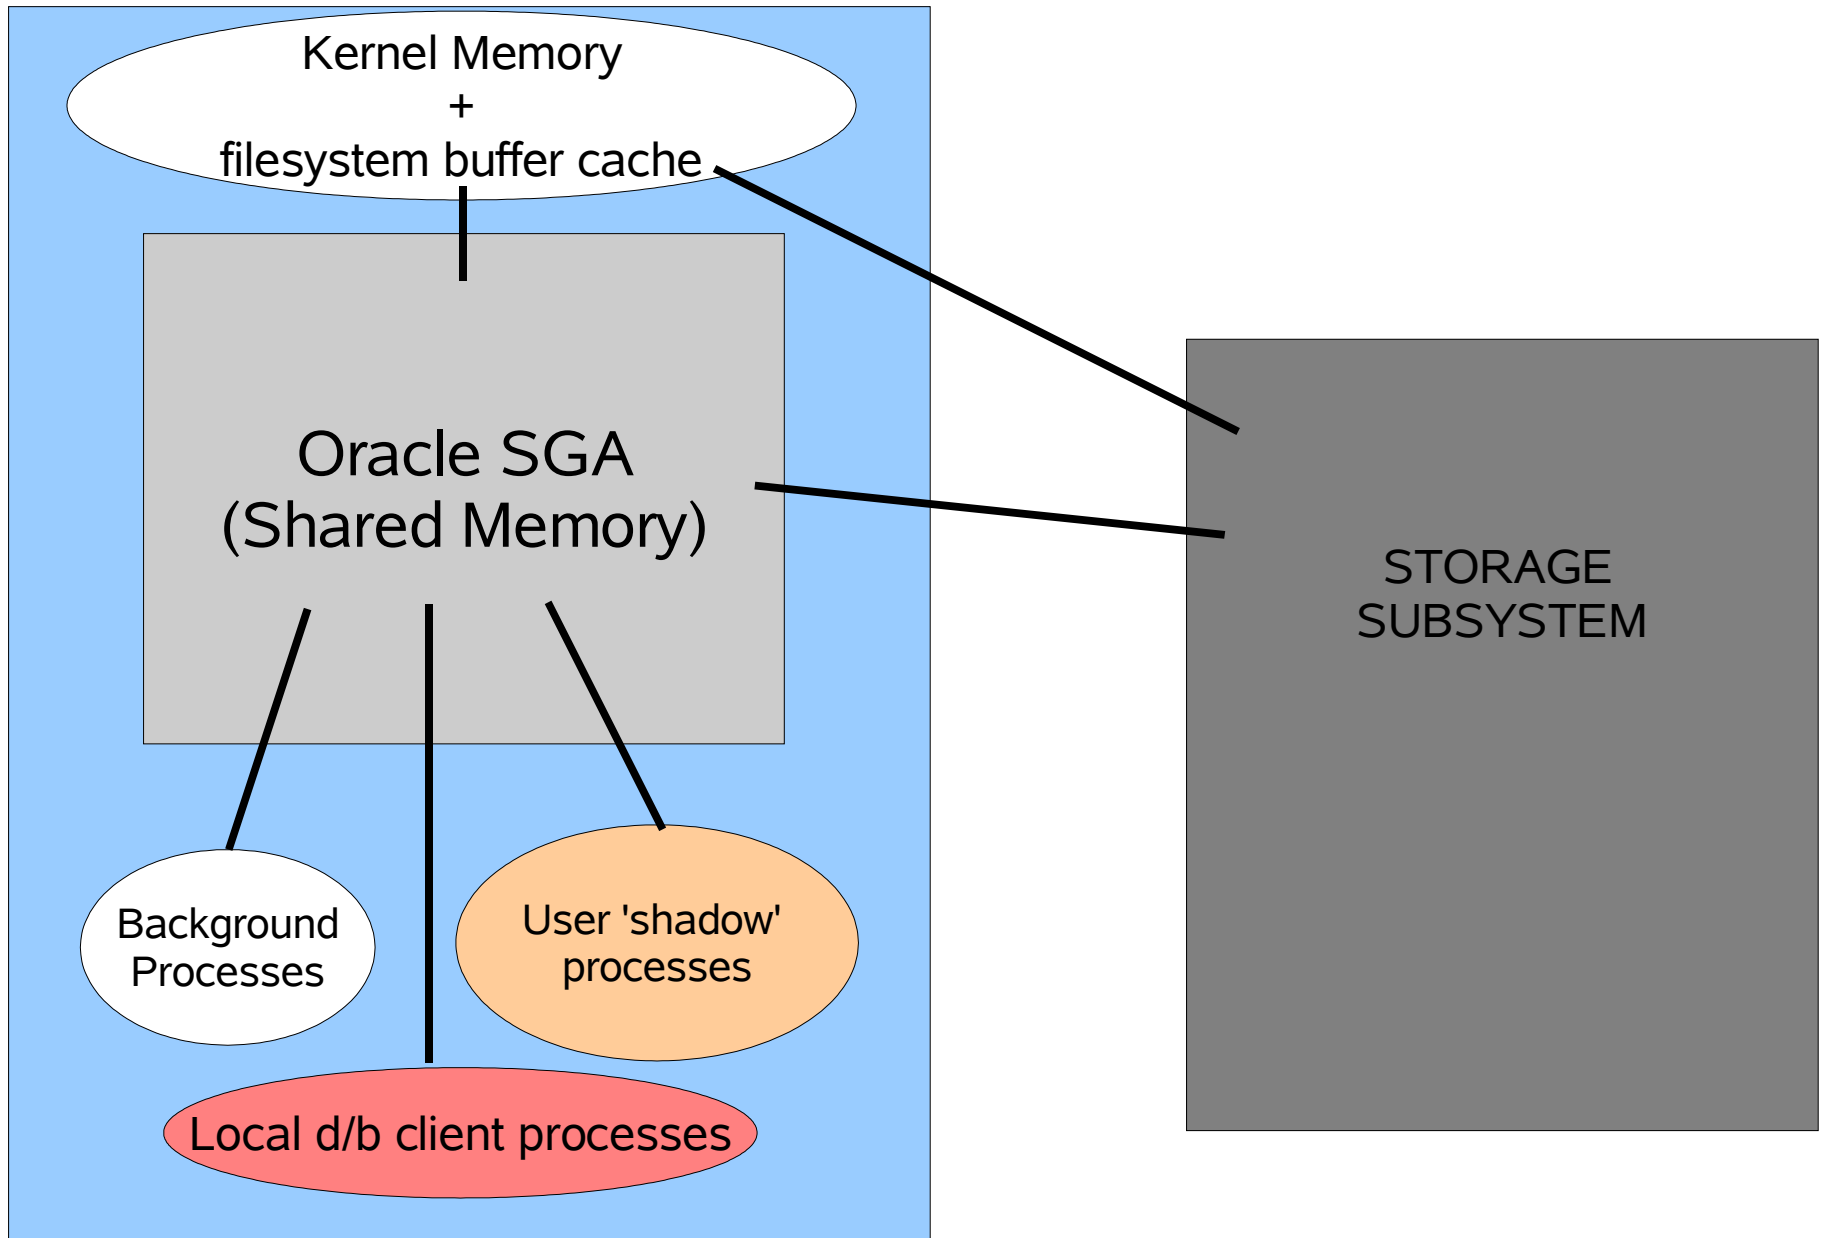 Kernel Memory
+
filesystem buffer cache
Oracle SGA
(Shared Memory)
STORAGE
SUBSYSTEM
Background
Processes
User 'shadow'
processes
Local d/b client processes